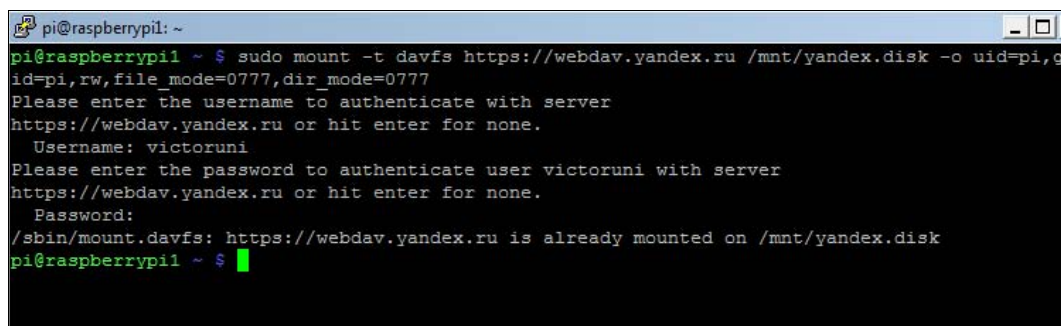 pi@raspberrypi1: ~
pi@raspberrypi1 ~ $ sudo mount -t davfs https://webdav.yandex.ru /mnt/yandex.disk -o uid=pi,g
id=pi,rw,file_mode=0777,dir_mode=0777
Please enter the username to authenticate with server
https://webdav.yandex.ru or hit enter for none.
  Username: victoruni
Please enter the password to authenticate user victoruni with server
https://webdav.yandex.ru or hit enter for none.
  Password:
/sbin/mount.davfs: https://webdav.yandex.ru is already mounted on /mnt/yandex.disk
pi@raspberrypi1 ~ $